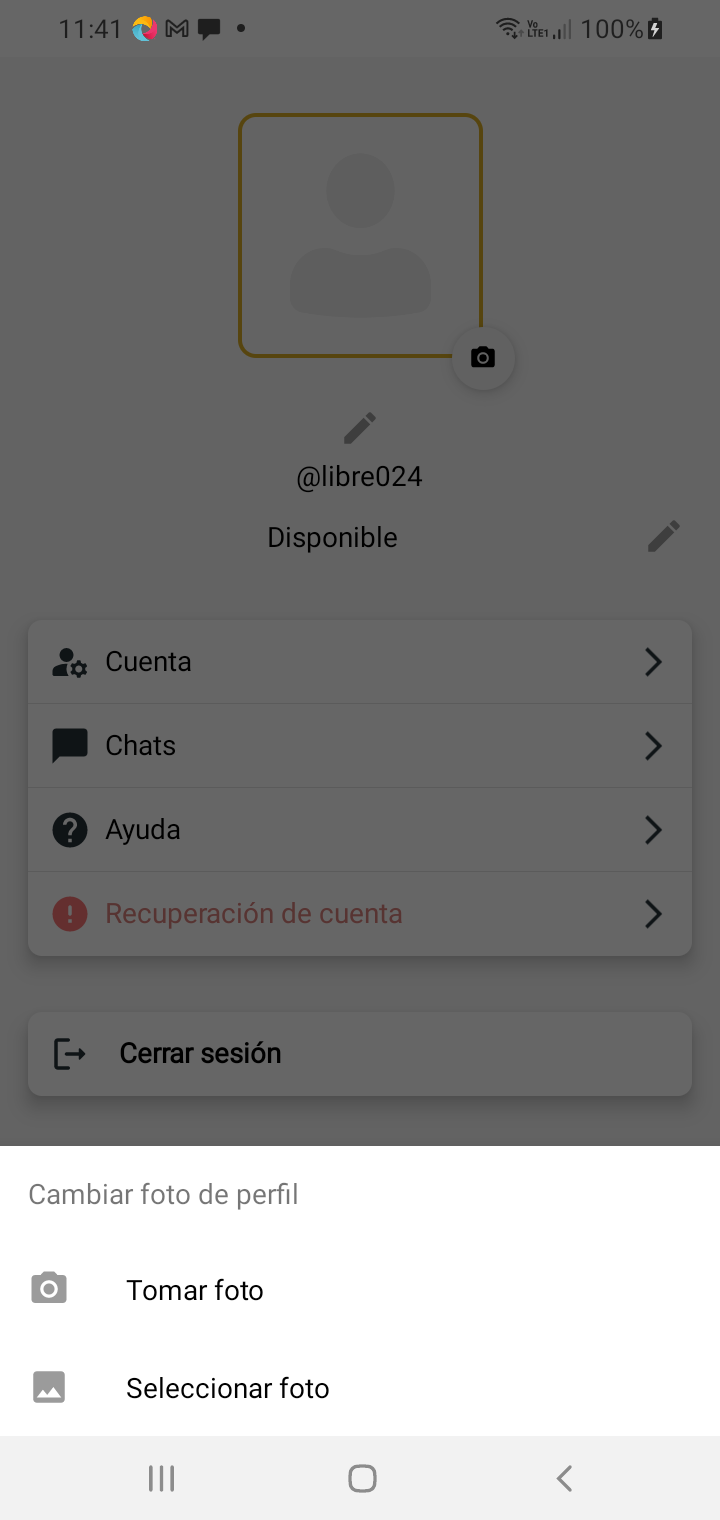 11:41
Vo LTE1
100%
@libre024
Disponible
Cuenta
Chats
Ayuda
Recuperación de cuenta
Cerrar sesión
Cambiar foto de perfil
Tomar foto
Seleccionar foto